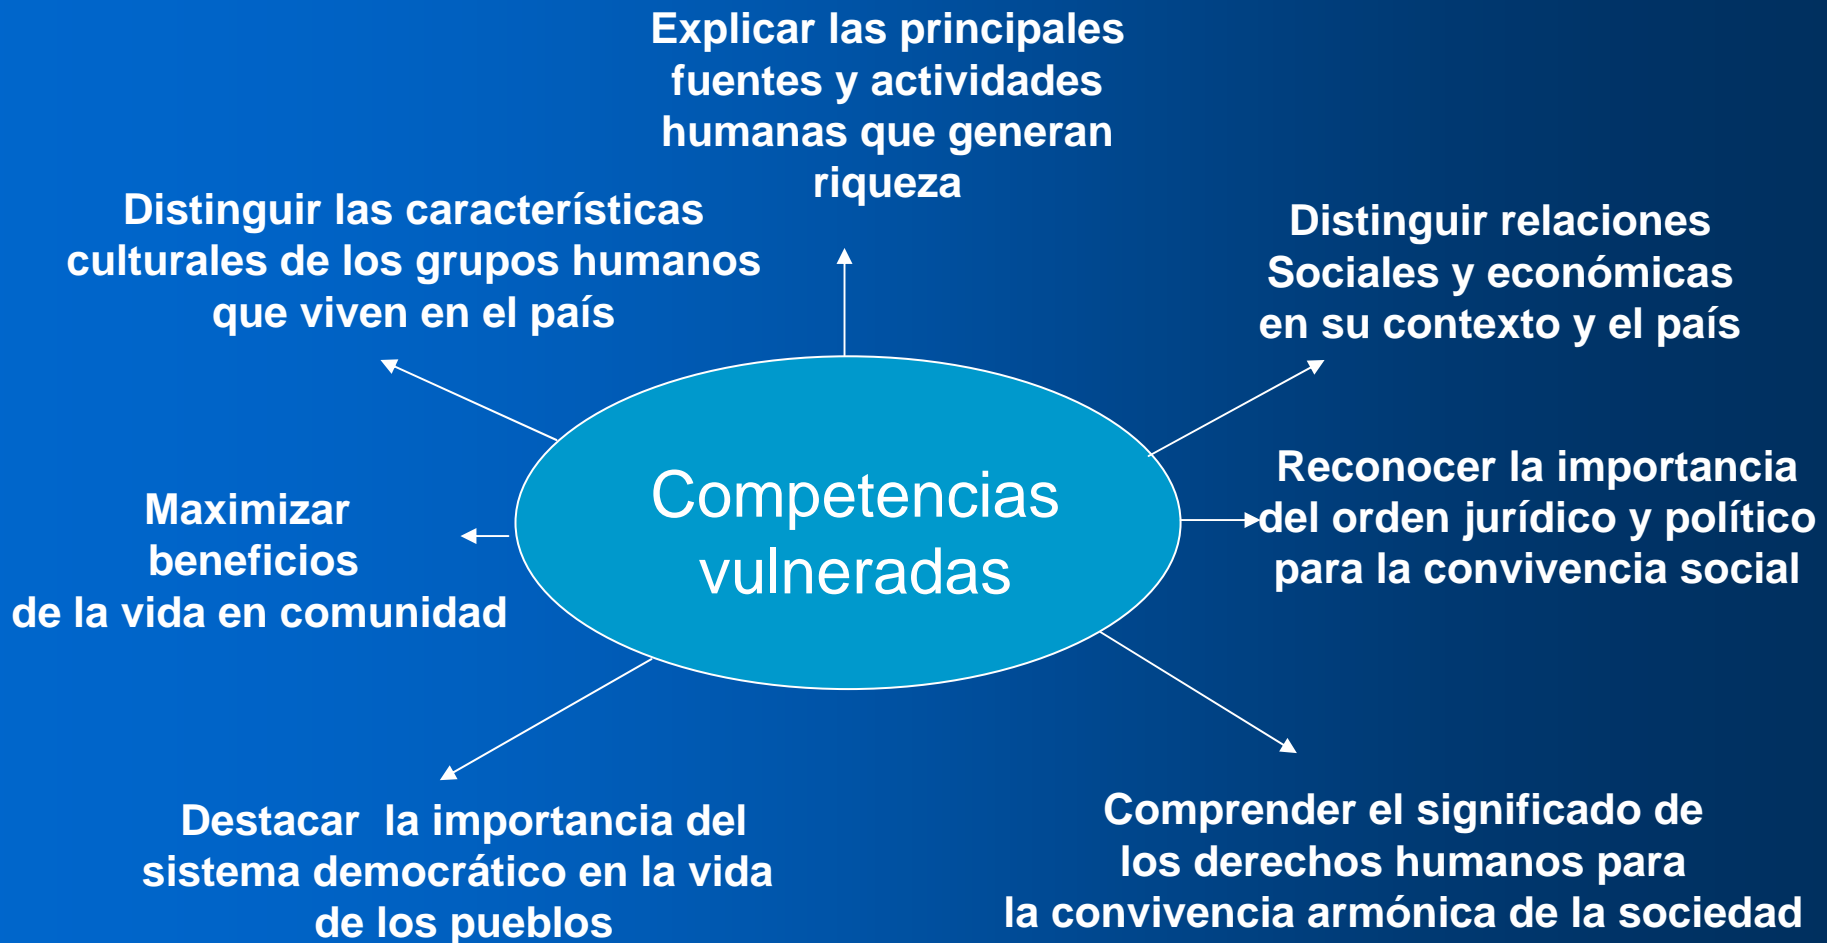 Explicar las principales
fuentes y actividades
humanas que generan
riqueza
Distinguir las características
culturales de los grupos humanos
que viven en el país
Distinguir relaciones
Sociales y económicas
en su contexto y el país
Maximizar
beneficios
de la vida en comunidad
Competencias
vulneradas
Reconocer la importancia
del orden jurídico y político
para la convivencia social
Destacar  la importancia del
sistema democrático en la vida
de los pueblos
Comprender el significado de
los derechos humanos para
la convivencia armónica de la sociedad